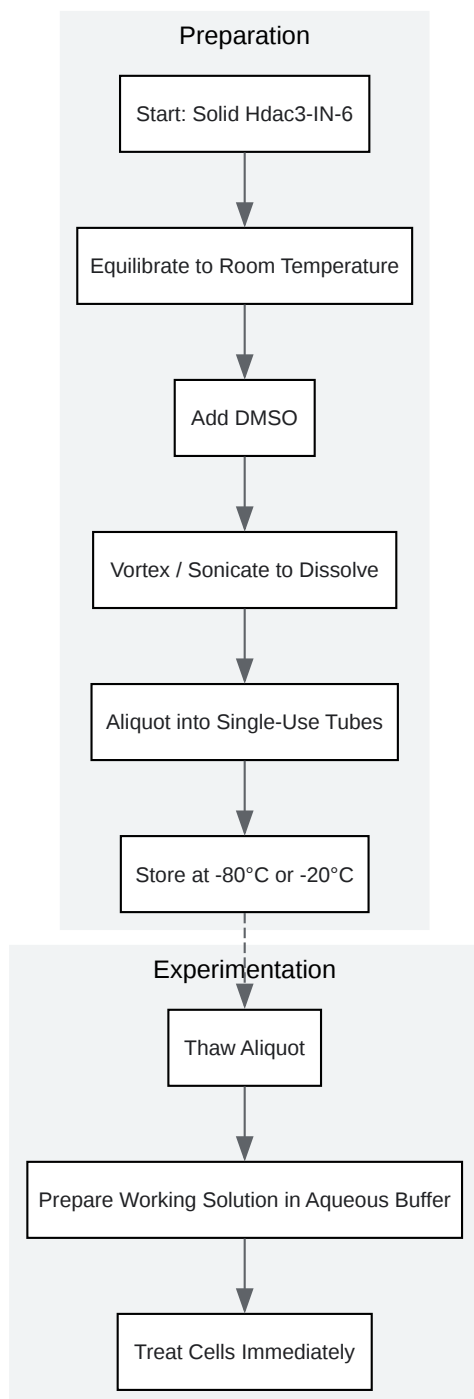 Preparation
Start: Solid Hdac3-IN-6
Equilibrate to Room Temperature
Add DMSO
Vortex / Sonicate to Dissolve
Aliquot into Single-Use Tubes
Store at -80°C or -20°C
Experimentation
Thaw Aliquot
Prepare Working Solution in Aqueous Buffer
Treat Cells Immediately